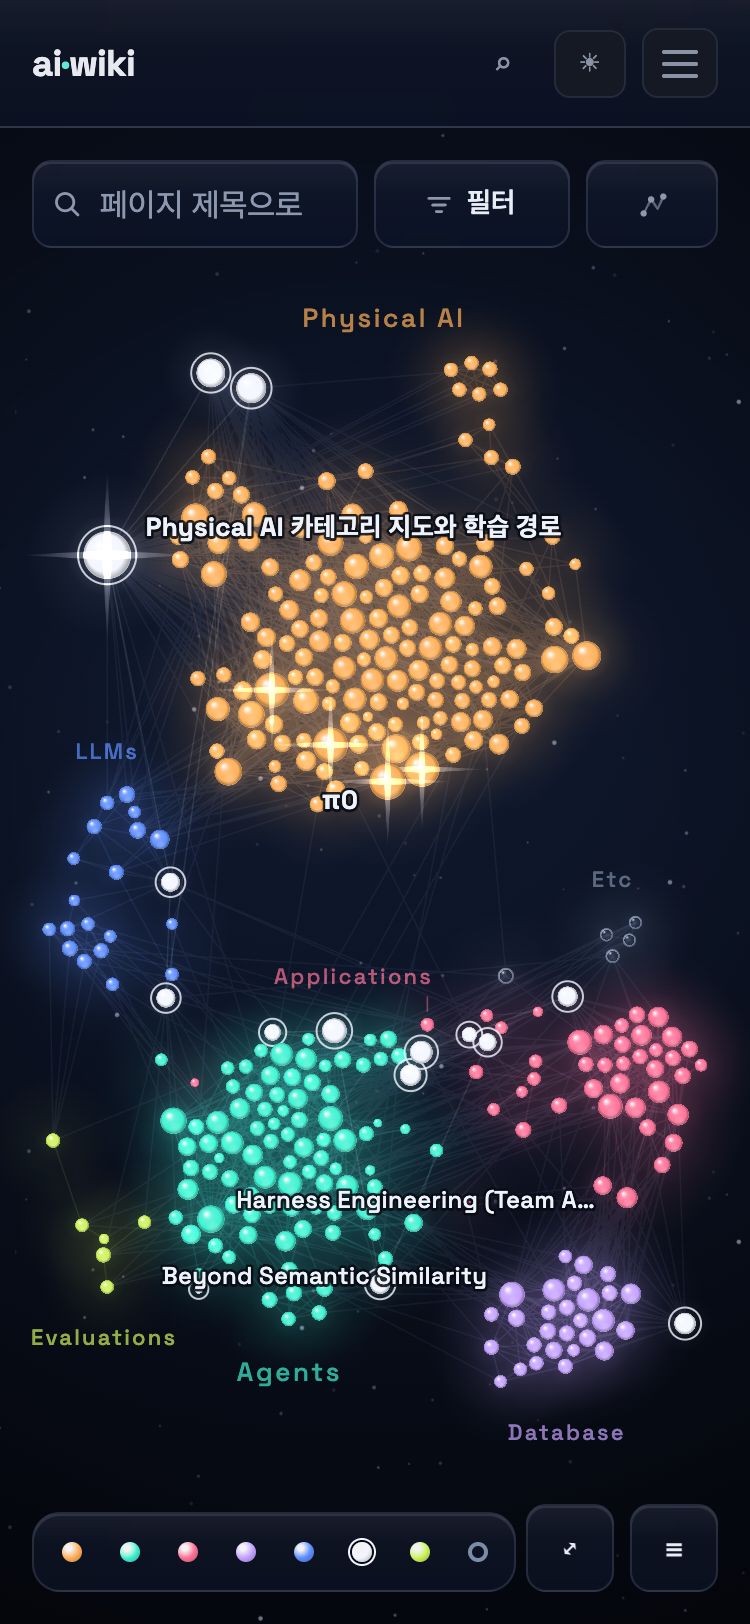 ai·wiki
페이지 제목으로
필터
Physical AI
Physical AI 카테고리 지도와 학습 경로
LLMs
π0
Etc
Applications
Harness Engineering (Team A...
Beyond Semantic Similarity
Evaluations
Agents
Database